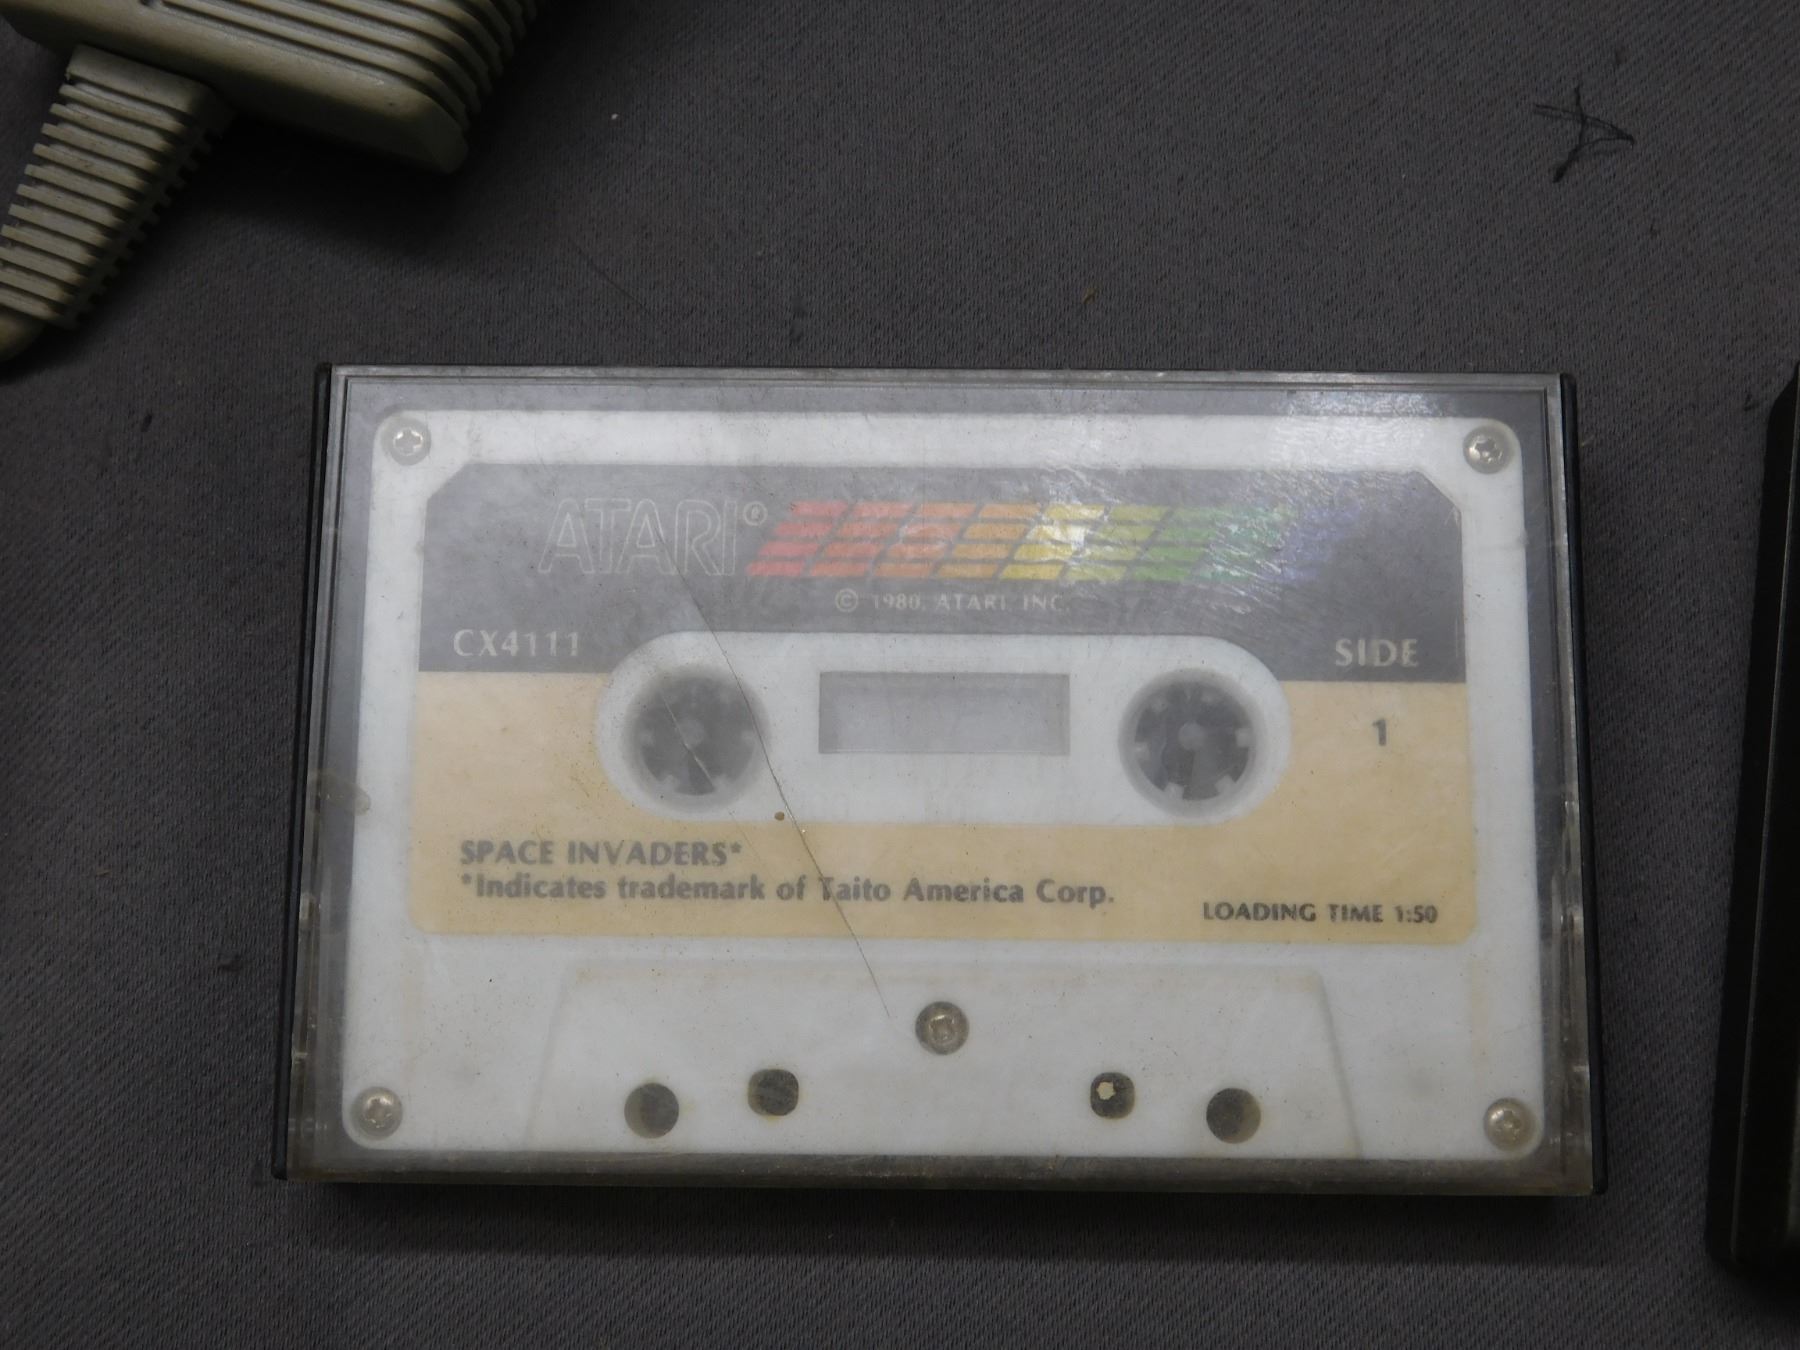 ATARI®
© 1980, ATARI, INC.
CX4111
SIDE
1
SPACE INVADERS*
*Indicates trademark of Taito America Corp.
LOADING TIME 1:50